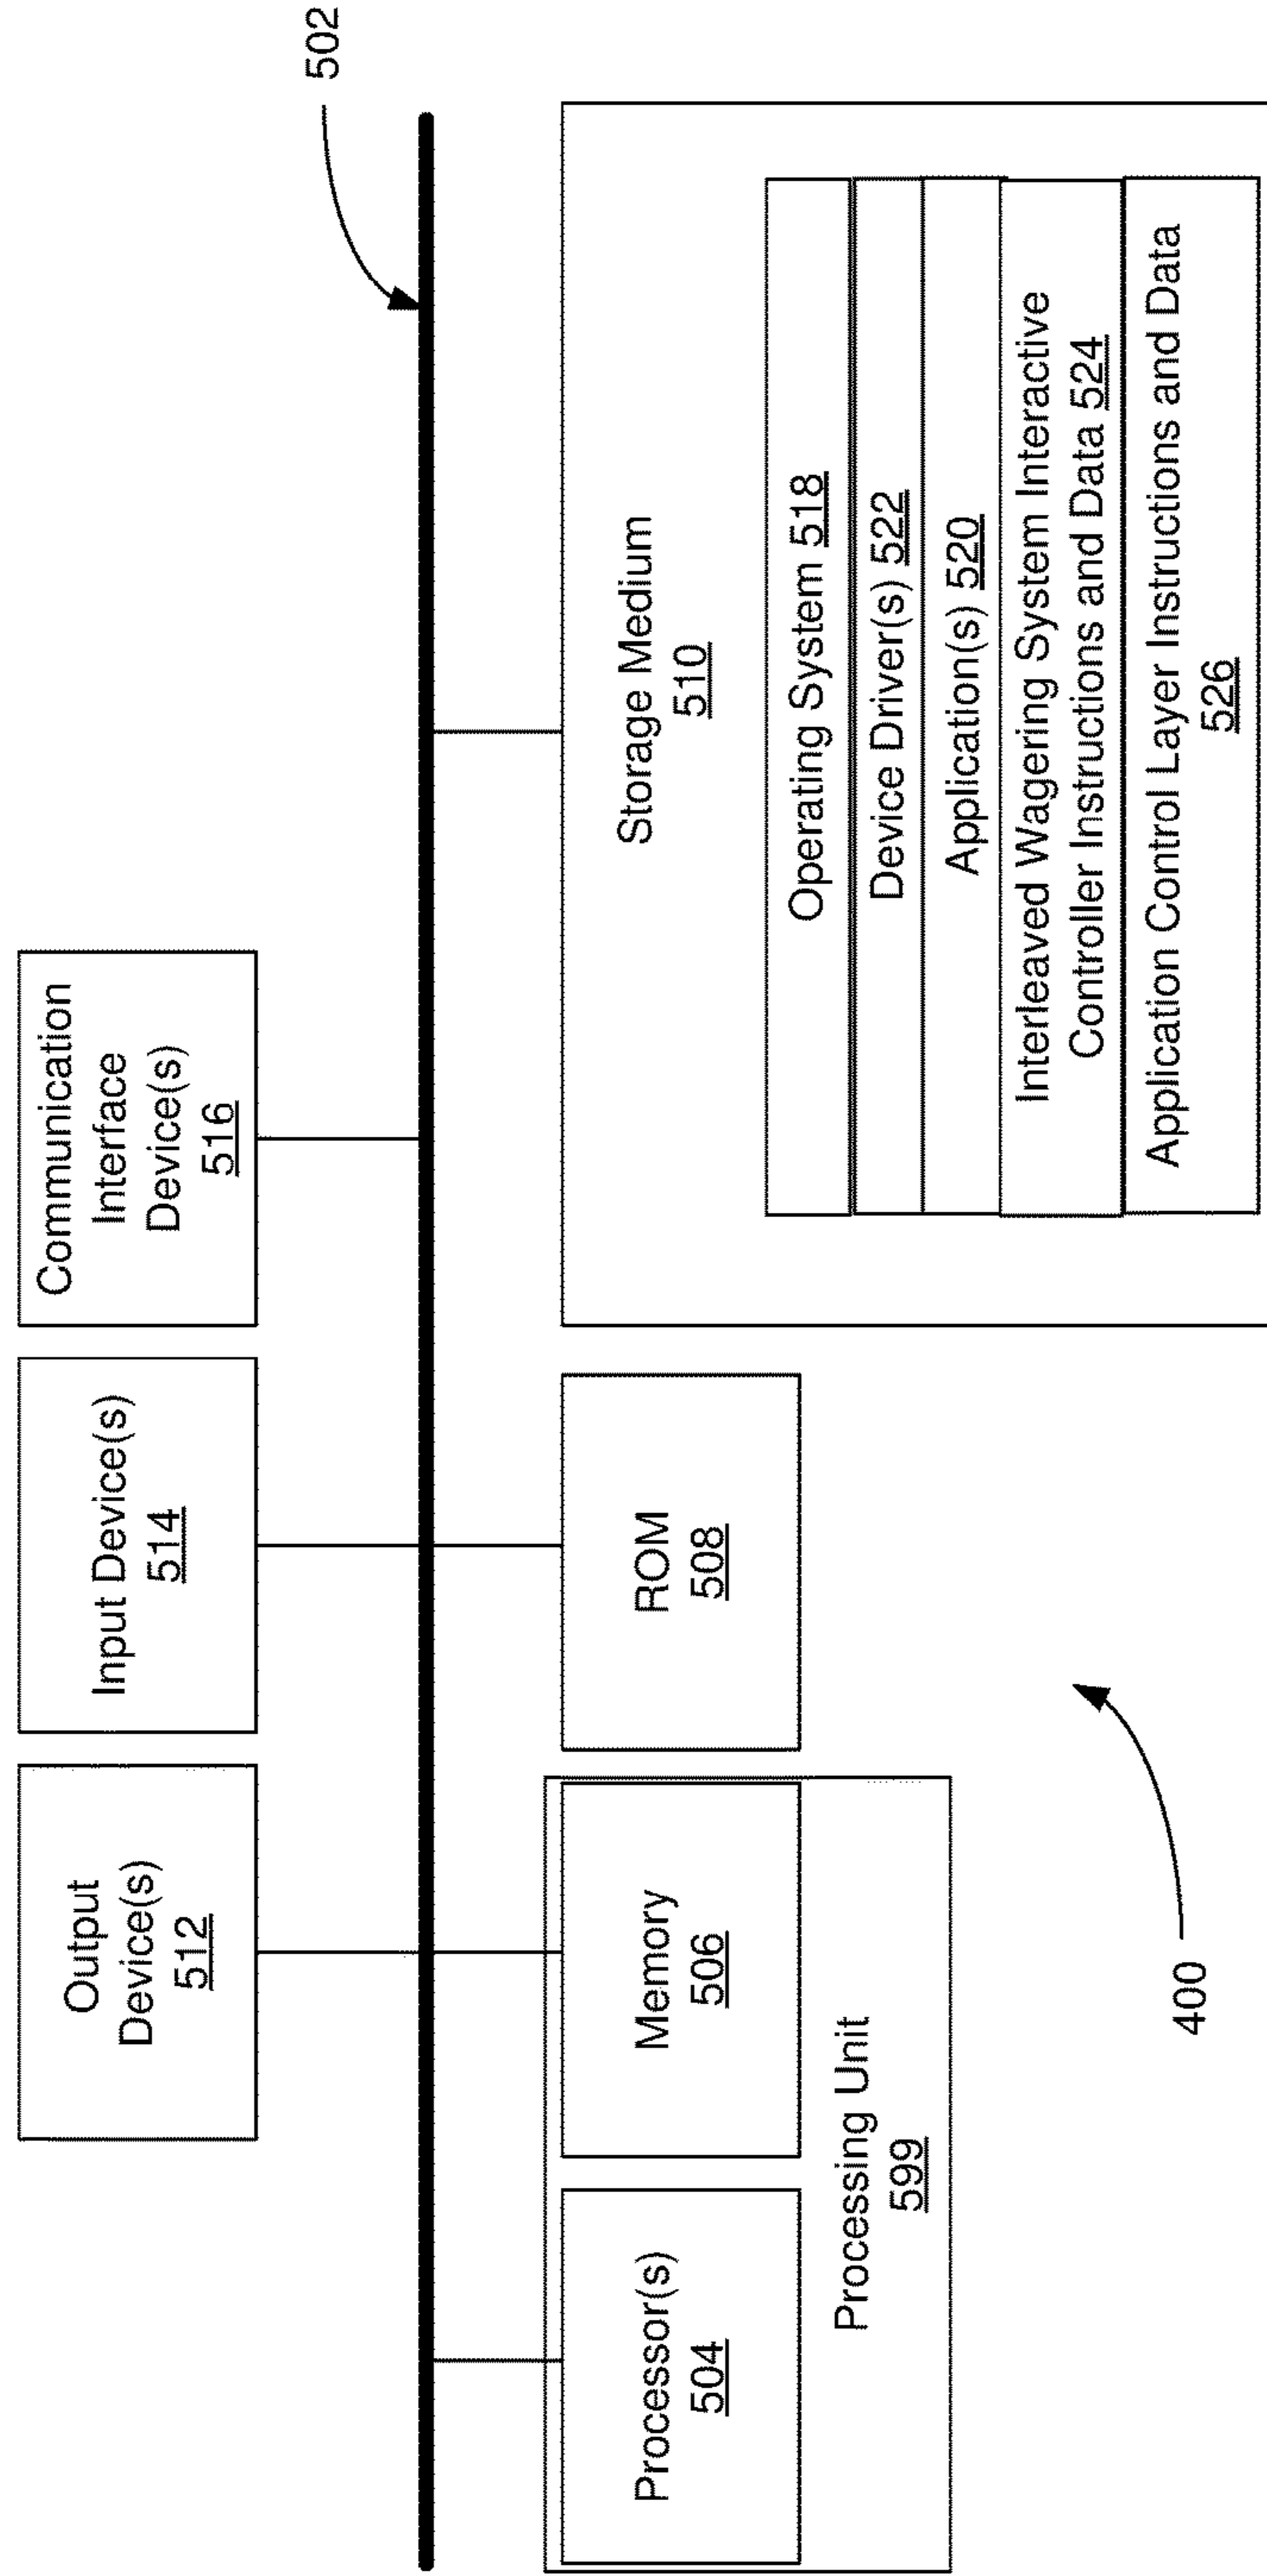 502
Output
Device(s)
512
Input Device(s)
514
Communication
Interface
Device(s)
516
Processor(s)
504
Memory
506
Processing Unit
599
ROM
508
Storage Medium
510
Operating System 518
Device Driver(s) 522
Application(s) 520
Interleaved Wagering System Interactive
Controller Instructions and Data 524
Application Control Layer Instructions and Data
526
400